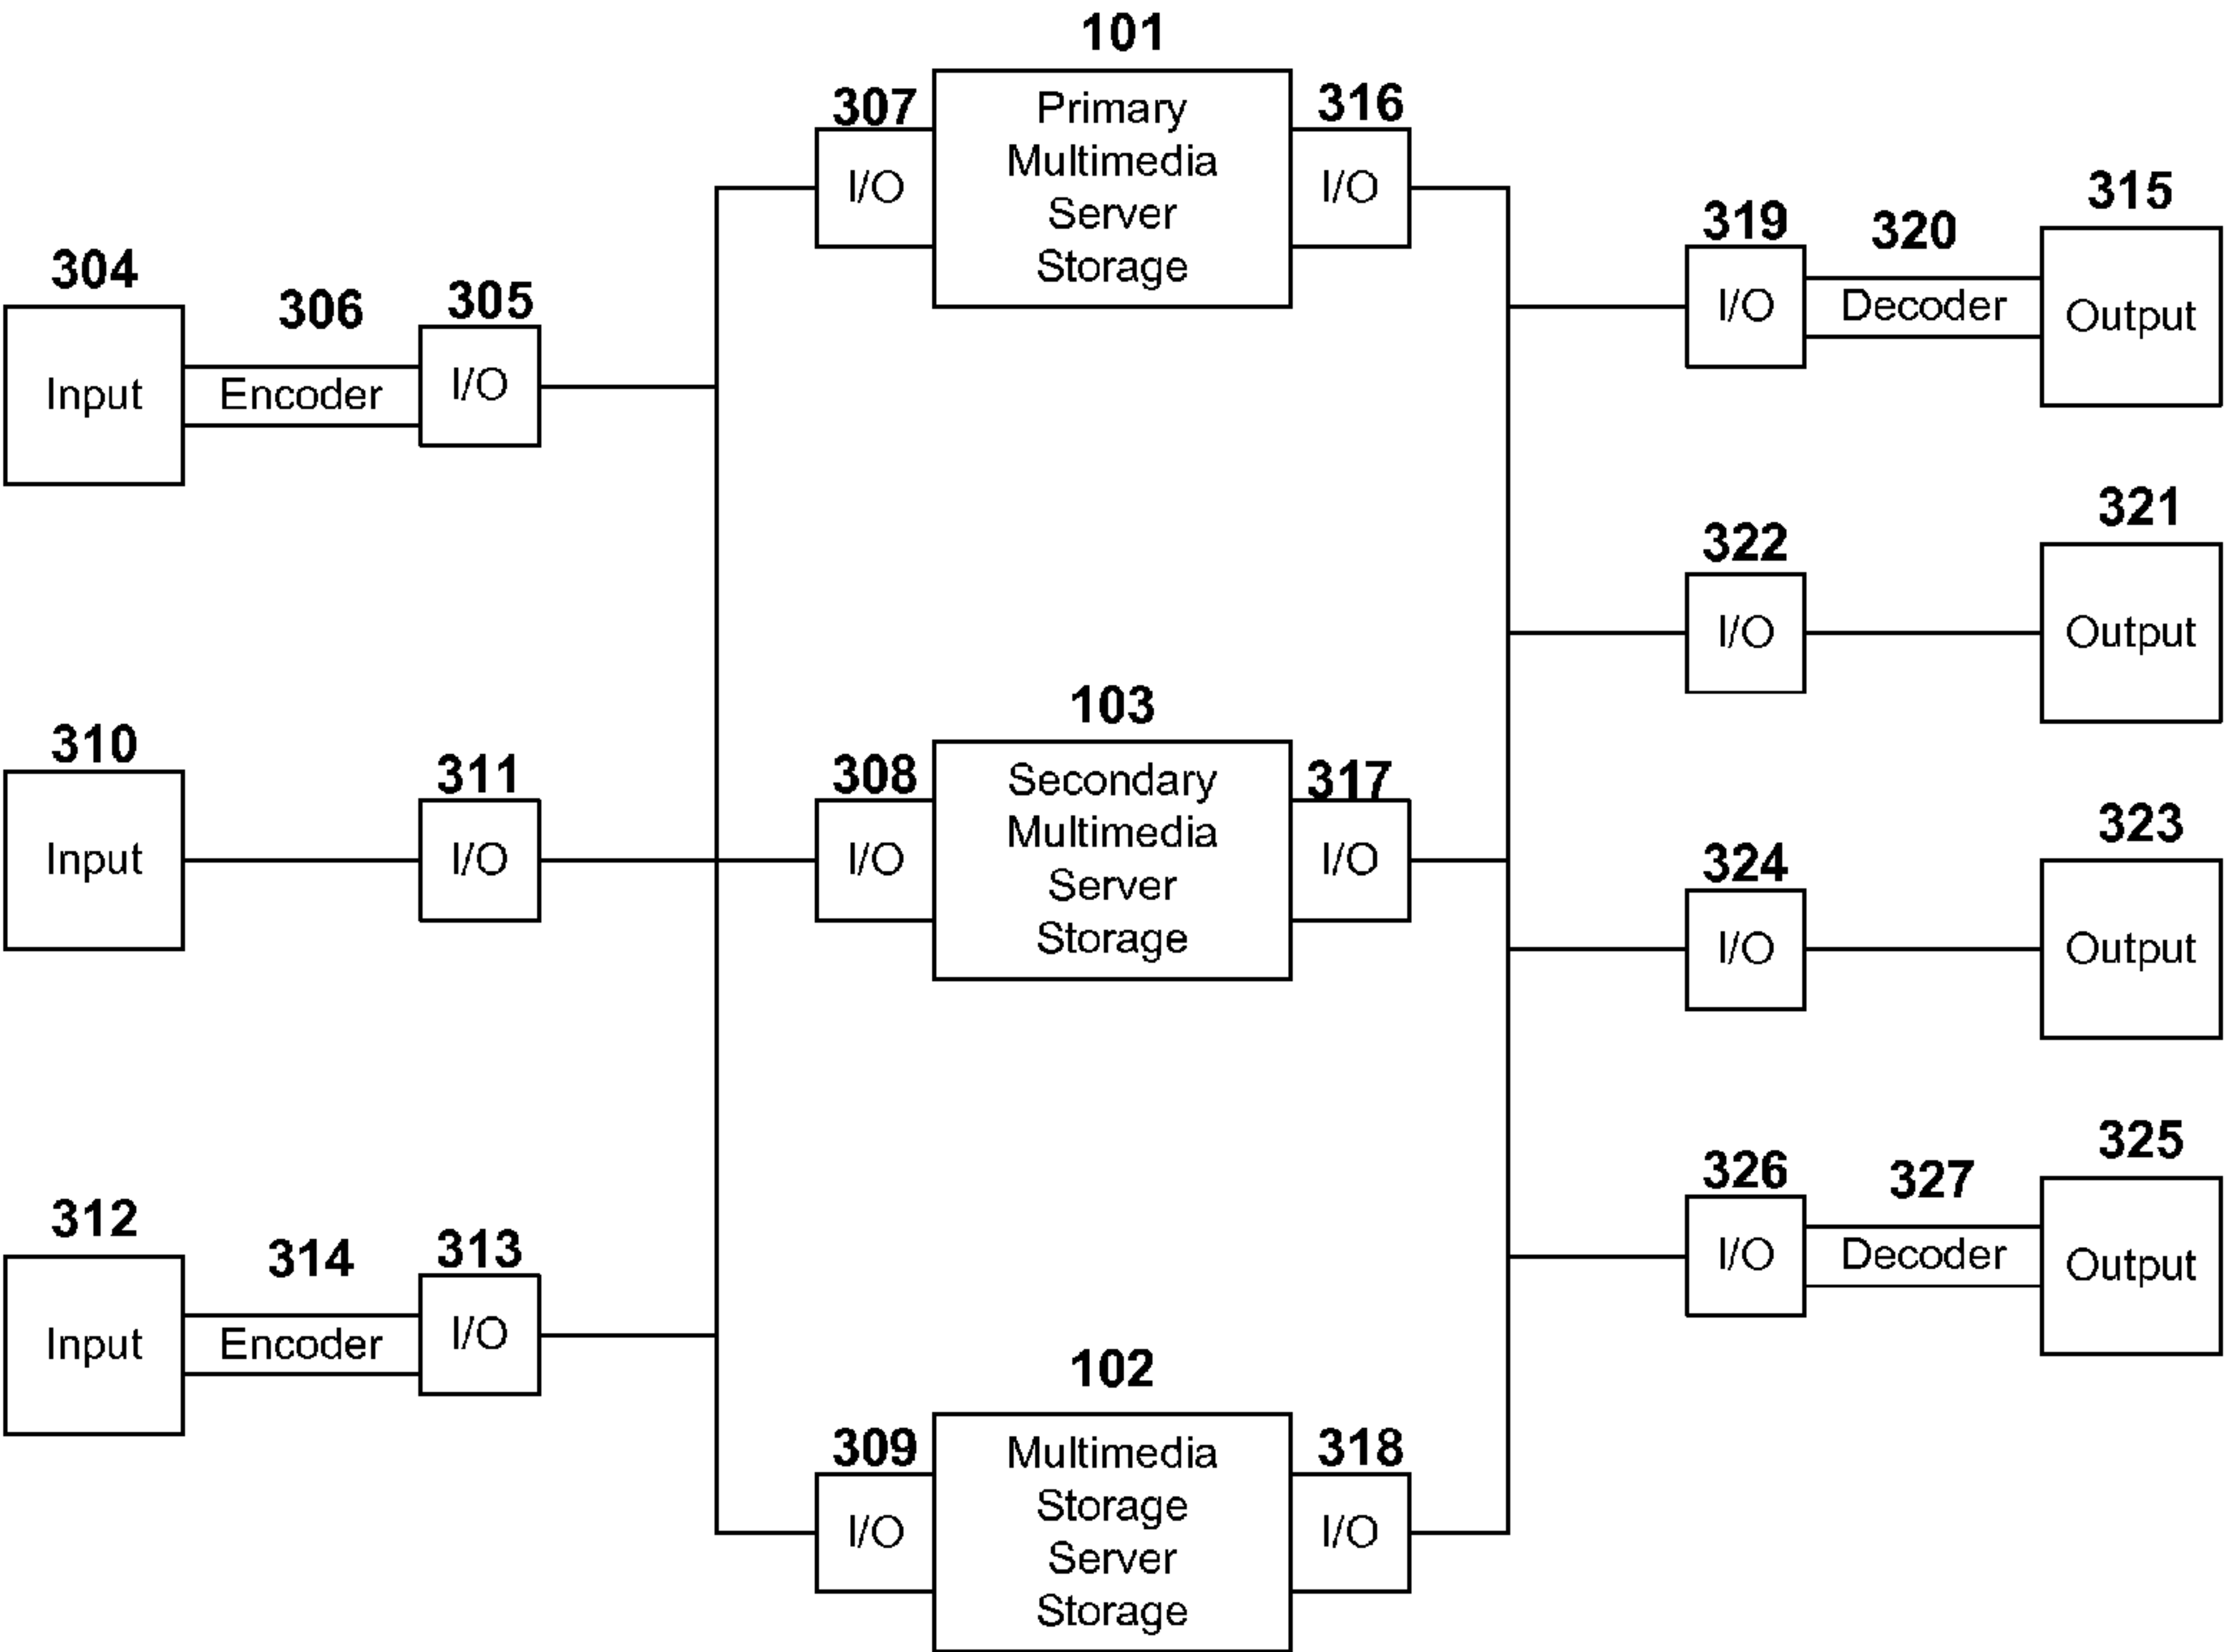 101
307
Primary
Multimedia
Server
Storage
316
I/O
I/O
304
306
305
Input
Encoder
I/O
319
320
315
I/O
Decoder
Output
322
321
I/O
Output
310
311
Input
I/O
103
308
Secondary
Multimedia
Server
Storage
317
I/O
I/O
324
323
I/O
Output
312
314
313
Input
Encoder
I/O
326
327
325
I/O
Decoder
Output
102
309
Multimedia
Storage
Server
Storage
318
I/O
I/O